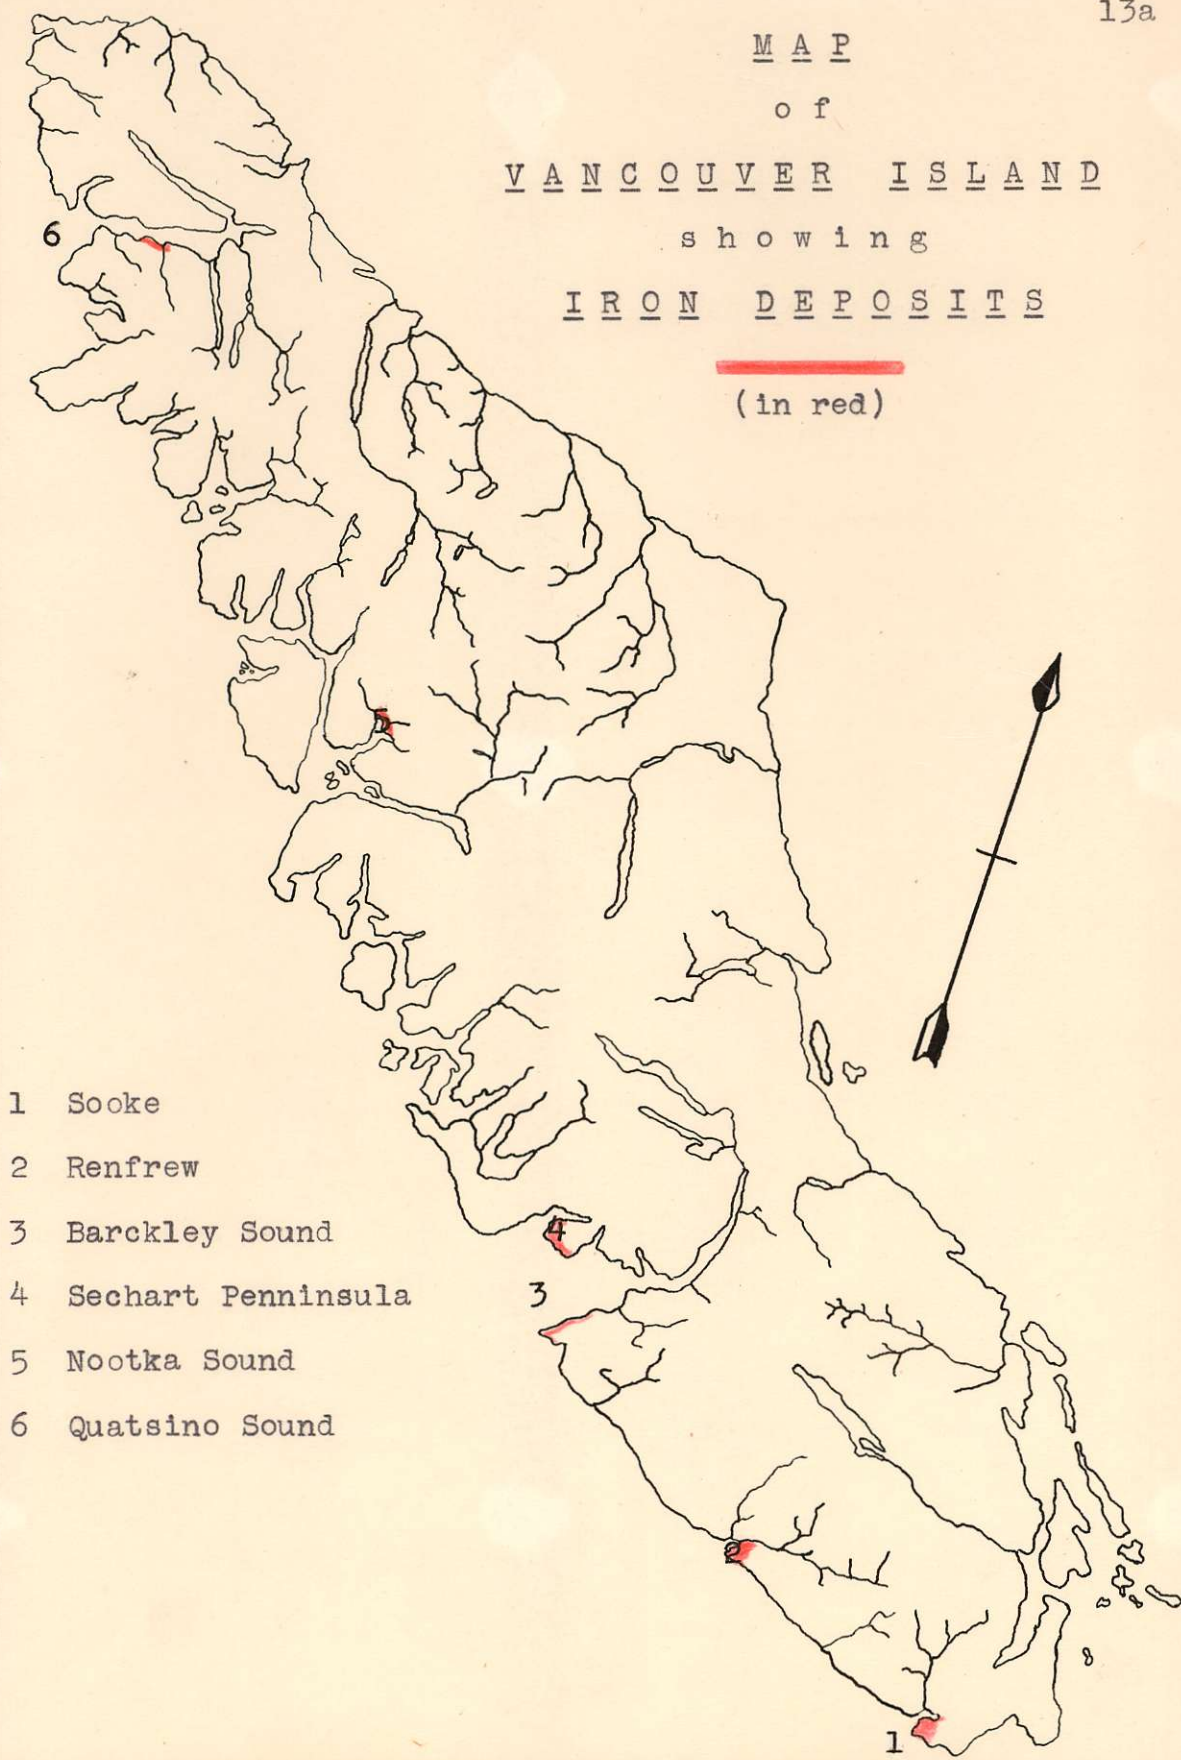 13a
MAP
of
VANCOUVER ISLAND
showing
IRON DEPOSITS
(in red)
6
5
4
3
2
1
1 Sooke
2 Renfrew
3 Barckley Sound
4 Sechart Penninsula
5 Nootka Sound
6 Quatsino Sound